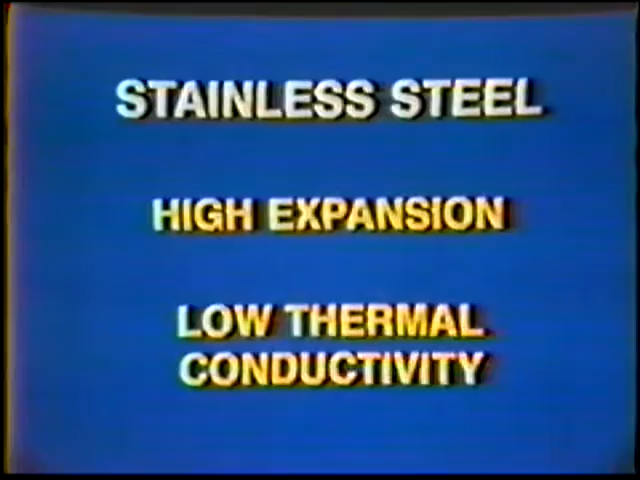 STAINLESS STEEL
HIGH EXPANSION
LOW THERMAL
CONDUCTIVITY